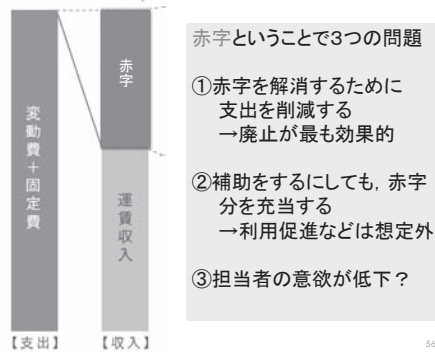 赤字
変動費＋固定費
運賃収入
【支出】
【収入】
赤字ということで3つの問題
①赤字を解消するために
支出を削減する
→廃止が最も効果的
②補助をするにしても，赤字
分を充当する
→利用促進などは想定外
③担当者の意欲が低下？
56